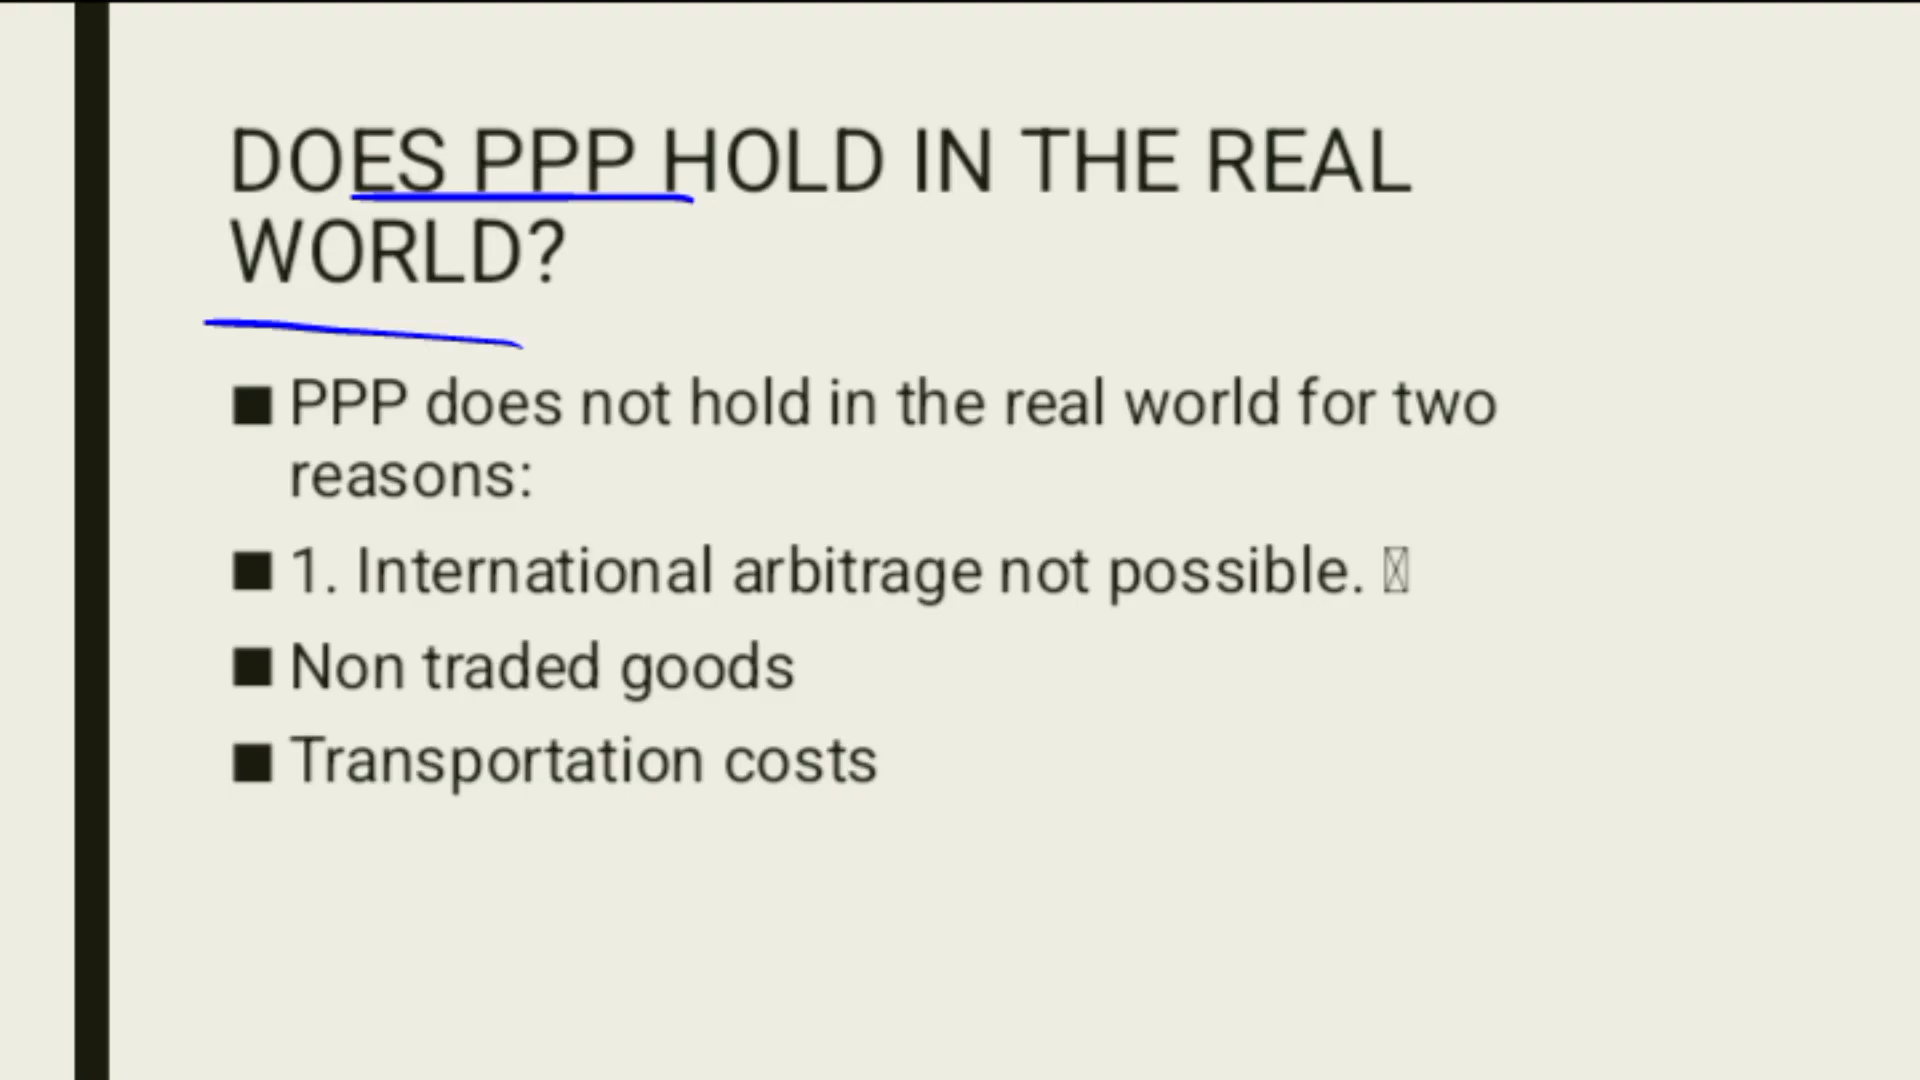 DOES PPP HOLD IN THE REAL
WORLD?
PPP does not hold in the real world for two
reasons:
1. International arbitrage not possible.
Non traded goods
Transportation costs